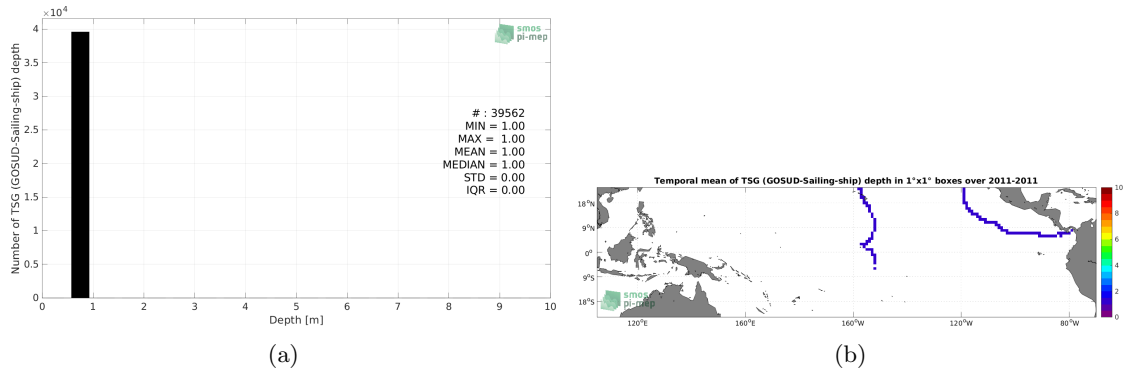 ×10⁴
4
3.5
3
2.5
2
1.5
1
0.5
0
Number of TSG (GOSUD-Sailing-ship) depth
smos
pi-mep
# : 39562
MIN = 1.00
MAX = 1.00
MEAN = 1.00
MEDIAN = 1.00
STD = 0.00
IQR = 0.00
0 1 2 3 4 5 6 7 8 9 10
Depth [m]
(a)
Temporal mean of TSG (GOSUD-Sailing-ship) depth in 1°x1° boxes over 2011-2011
18°N
9°N
0°
9°S
18°S
smos
pi-mep
120°E 160°E 160°W 120°W 80°W
10
8
6
4
2
0
(b)